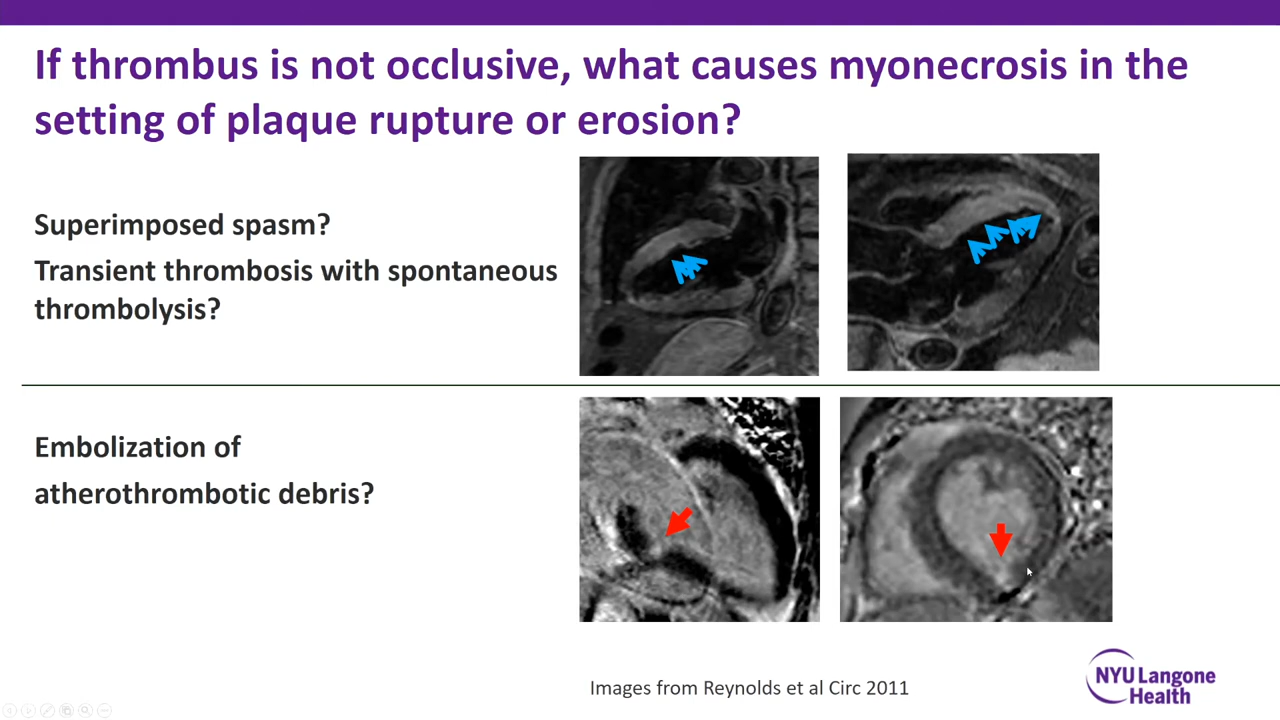 If thrombus is not occlusive, what causes myonecrosis in the
setting of plaque rupture or erosion?
Superimposed spasm?
Transient thrombosis with spontaneous
thrombolysis?
Embolization of
atherothrombotic debris?
Images from Reynolds et al Circ 2011
NYU Langone
Health